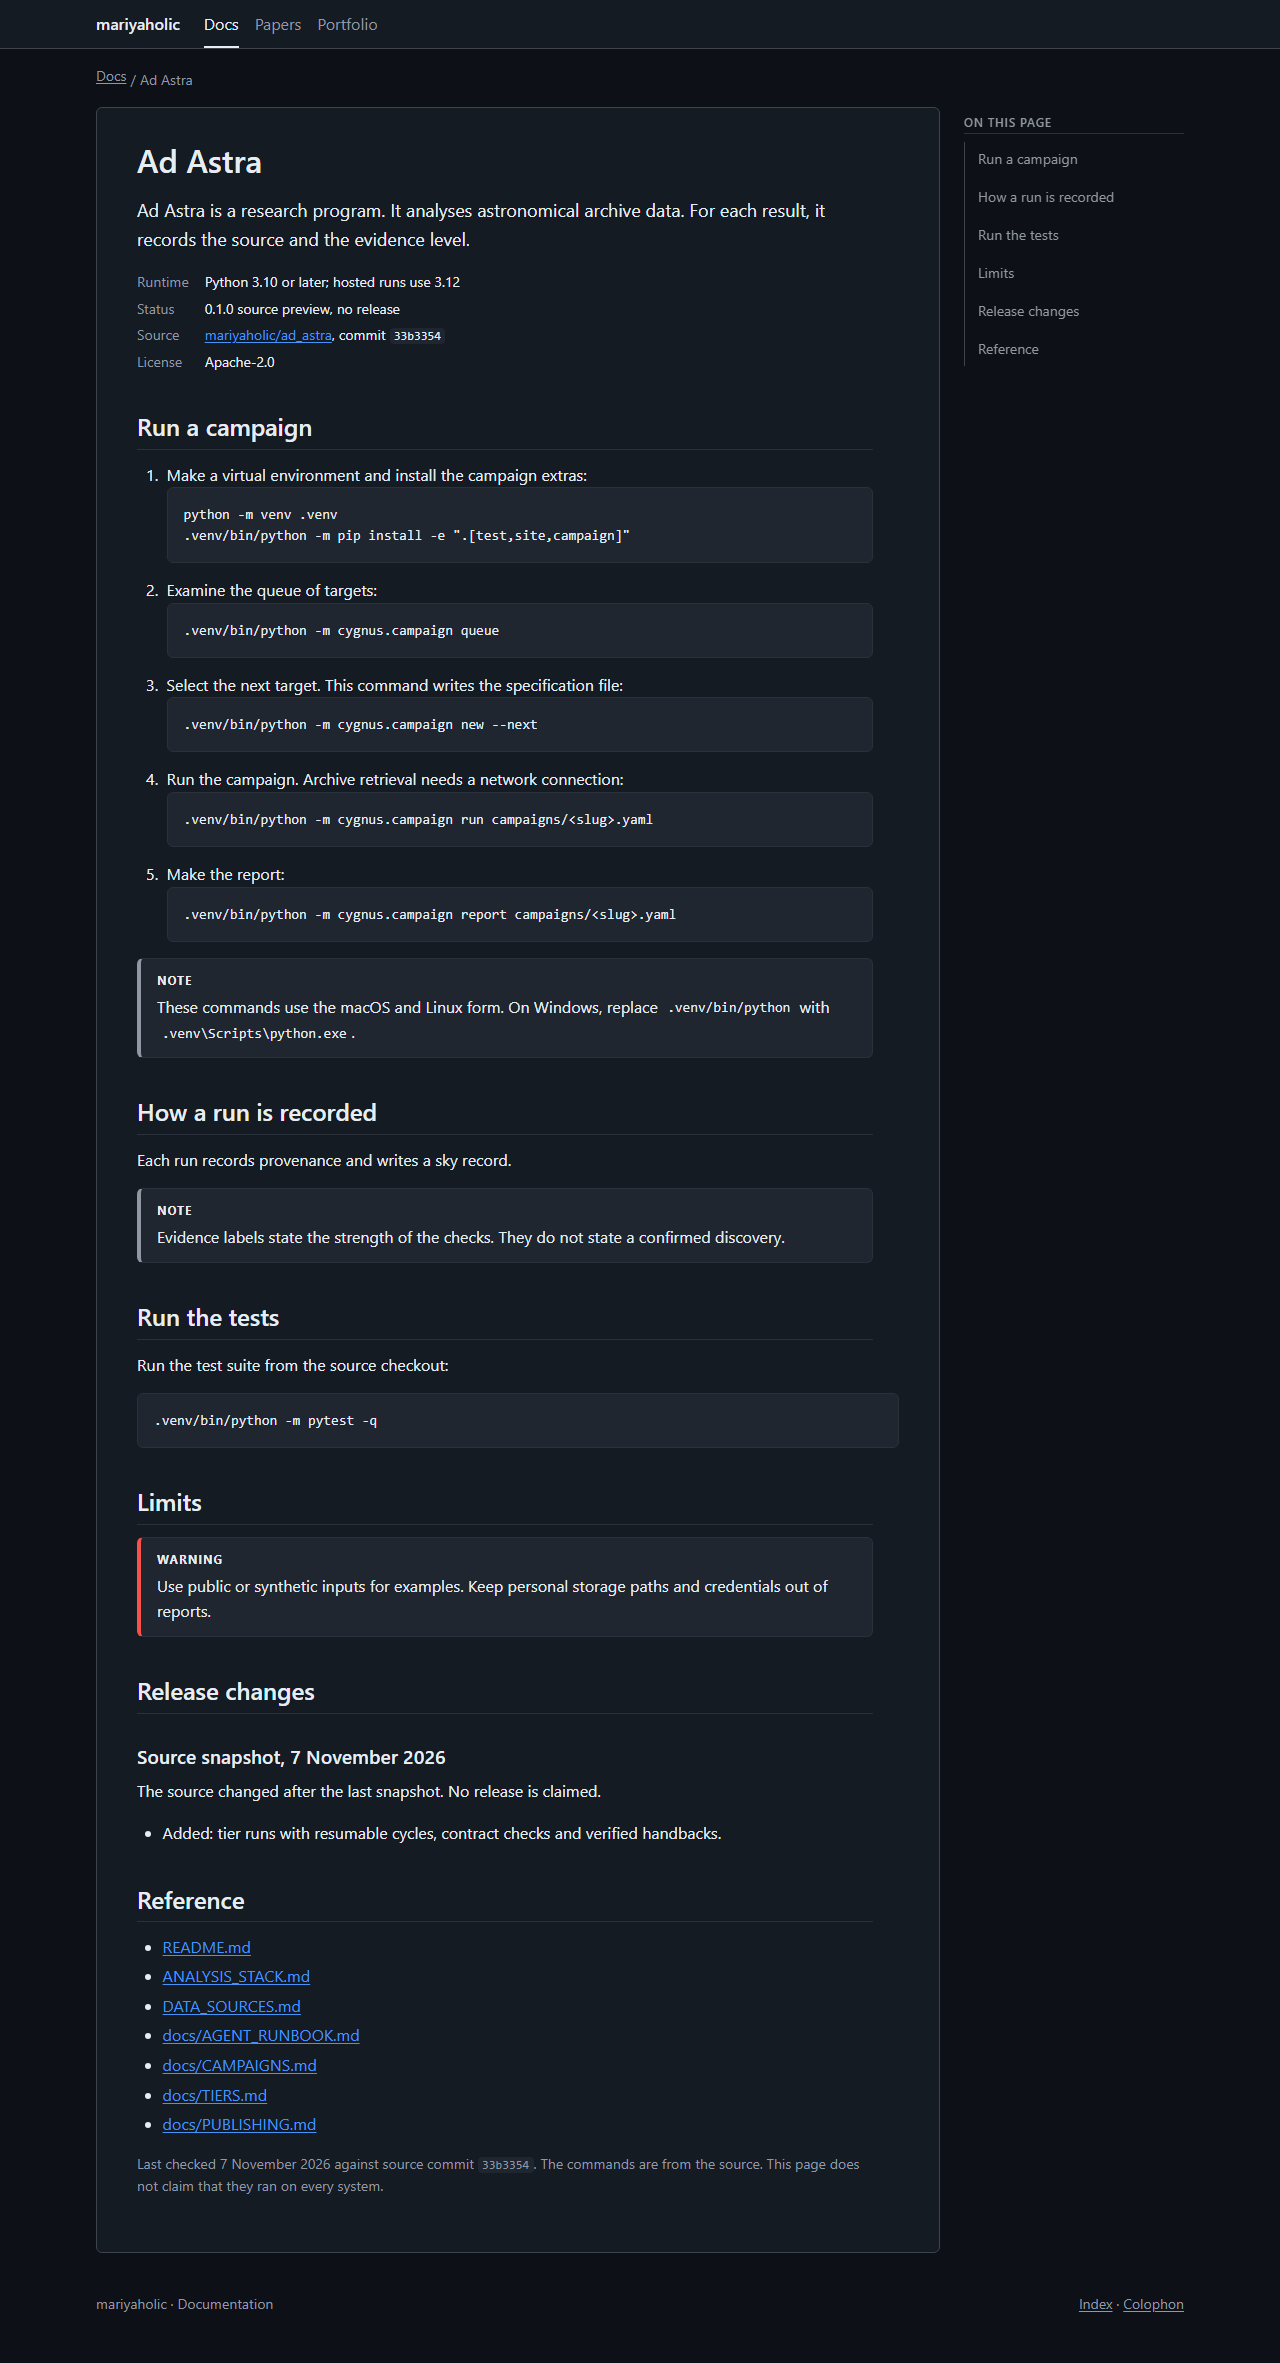 mariyaholic Docs Papers Portfolio
Docs / Ad Astra
Ad Astra
Ad Astra is a research program. It analyses astronomical archive data. For each result, it
records the source and the evidence level.
Runtime Python 3.10 or later; hosted runs use 3.12
Status 0.1.0 source preview, no release
Source mariyaholic/ad_astra, commit 33b3354
License Apache-2.0
Run a campaign
1. Make a virtual environment and install the campaign extras:
python -m venv .venv
.venv/bin/python -m pip install -e ".[test,site,campaign]"
2. Examine the queue of targets:
.venv/bin/python -m cygnus.campaign queue
3. Select the next target. This command writes the specification file:
.venv/bin/python -m cygnus.campaign new --next
4. Run the campaign. Archive retrieval needs a network connection:
.venv/bin/python -m cygnus.campaign run campaigns/<slug>.yaml
5. Make the report:
.venv/bin/python -m cygnus.campaign report campaigns/<slug>.yaml
NOTE
These commands use the macOS and Linux form. On Windows, replace .venv/bin/python with
.venv\Scripts\python.exe.
How a run is recorded
Each run records provenance and writes a sky record.
NOTE
Evidence labels state the strength of the checks. They do not state a confirmed discovery.
Run the tests
Run the test suite from the source checkout:
.venv/bin/python -m pytest -q
Limits
WARNING
Use public or synthetic inputs for examples. Keep personal storage paths and credentials out of
reports.
Release changes
Source snapshot, 7 November 2026
The source changed after the last snapshot. No release is claimed.
• Added: tier runs with resumable cycles, contract checks and verified handbacks.
Reference
• README.md
• ANALYSIS_STACK.md
• DATA_SOURCES.md
• docs/AGENT_RUNBOOK.md
• docs/CAMPAIGNS.md
• docs/TIERS.md
• docs/PUBLISHING.md
Last checked 7 November 2026 against source commit 33b3354. The commands are from the source. This page does
not claim that they ran on every system.
ON THIS PAGE
Run a campaign
How a run is recorded
Run the tests
Limits
Release changes
Reference
mariyaholic · Documentation
Index · Colophon